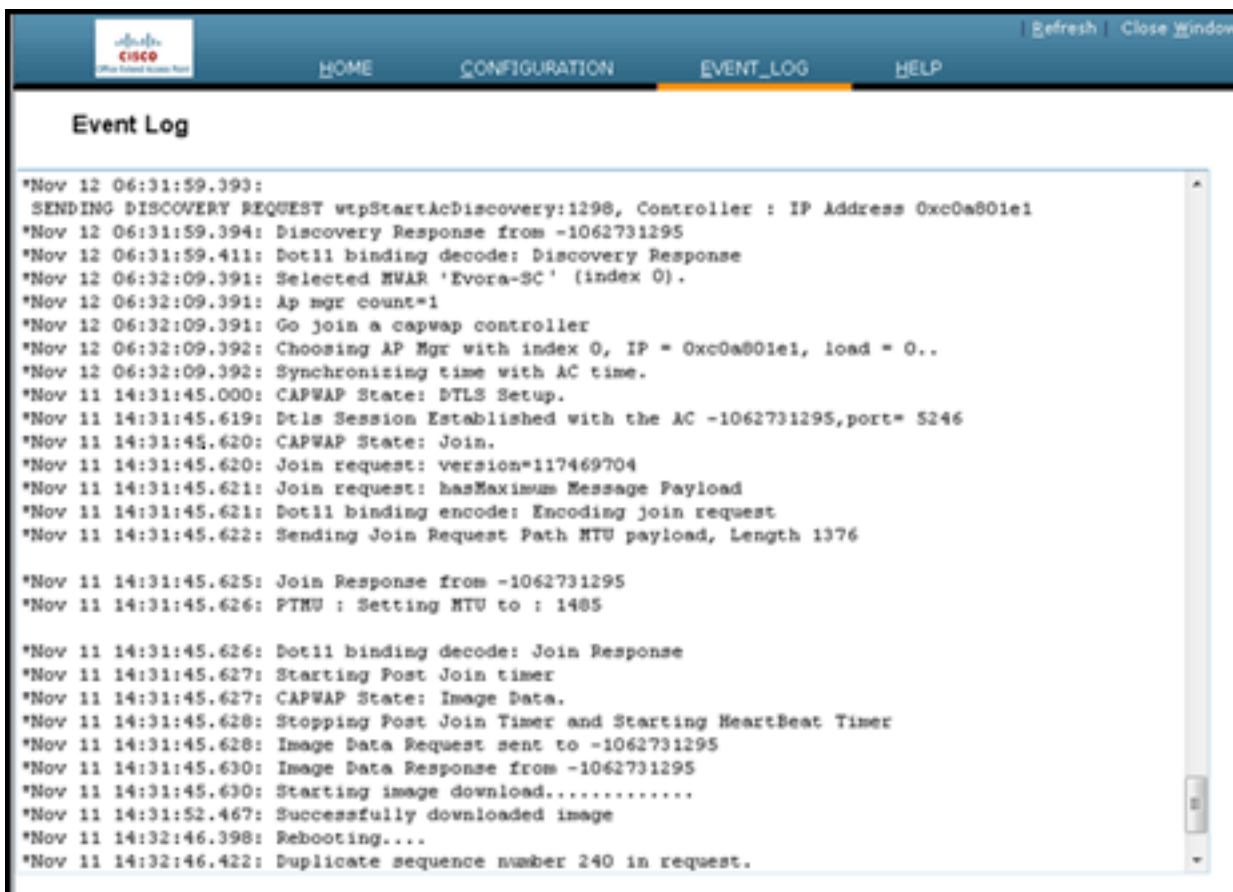 Refresh | Close Window
CISCO
Office Extend Access Point
HOME CONFIGURATION EVENT_LOG HELP
Event Log
*Nov 12 06:31:59.393:
SENDING DISCOVERY REQUEST wtpStartAcDiscovery:1298, Controller : IP Address 0xc0a801e1
*Nov 12 06:31:59.394: Discovery Response from -1062731295
*Nov 12 06:31:59.411: Dot11 binding decode: Discovery Response
*Nov 12 06:32:09.391: Selected MWAR 'Evora-SC' (index 0).
*Nov 12 06:32:09.391: Ap mgr count=1
*Nov 12 06:32:09.391: Go join a capwap controller
*Nov 12 06:32:09.392: Choosing AP Mgr with index 0, IP = 0xc0a801e1, load = 0..
*Nov 12 06:32:09.392: Synchronizing time with AC time.
*Nov 11 14:31:45.000: CAPWAP State: DTLS Setup.
*Nov 11 14:31:45.619: Dtls Session Established with the AC -1062731295,port= 5246
*Nov 11 14:31:45.620: CAPWAP State: Join.
*Nov 11 14:31:45.620: Join request: version=117469704
*Nov 11 14:31:45.621: Join request: hasMaximum Message Payload
*Nov 11 14:31:45.621: Dot11 binding encode: Encoding join request
*Nov 11 14:31:45.622: Sending Join Request Path MTU payload, Length 1376
*Nov 11 14:31:45.625: Join Response from -1062731295
*Nov 11 14:31:45.626: PTMU : Setting MTU to : 1485
*Nov 11 14:31:45.626: Dot11 binding decode: Join Response
*Nov 11 14:31:45.627: Starting Post Join timer
*Nov 11 14:31:45.627: CAPWAP State: Image Data.
*Nov 11 14:31:45.628: Stopping Post Join Timer and Starting HeartBeat Timer
*Nov 11 14:31:45.628: Image Data Request sent to -1062731295
*Nov 11 14:31:45.630: Image Data Response from -1062731295
*Nov 11 14:31:45.630: Starting image download.............
*Nov 11 14:31:52.467: Successfully downloaded image
*Nov 11 14:32:46.398: Rebooting....
*Nov 11 14:32:46.422: Duplicate sequence number 240 in request.